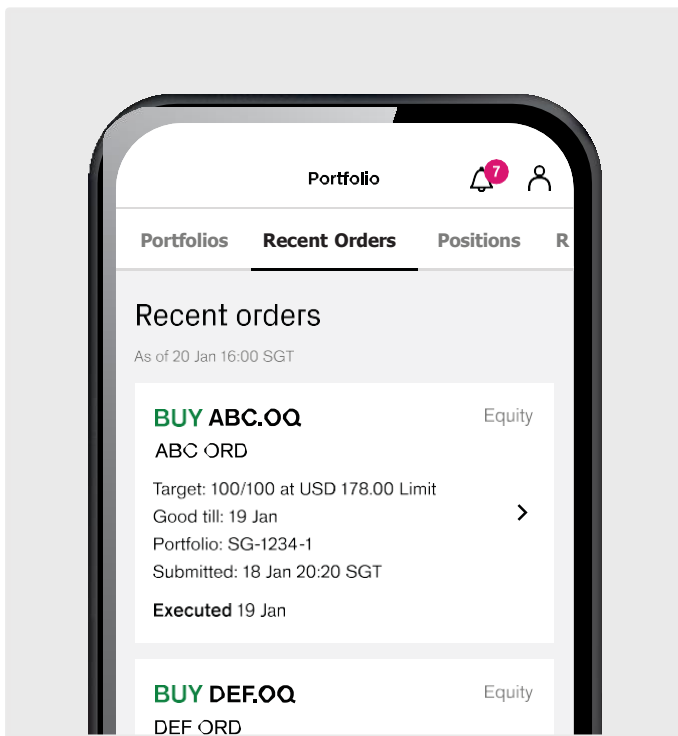 Portfolio 7
Portfolios Recent Orders Positions R
Recent orders
As of 20 Jan 16:00 SGT
BUY ABC.OQ Equity
ABC ORD
Target: 100/100 at USD 178.00 Limit
Good till: 19 Jan
Portfolio: SG-1234-1
Submitted: 18 Jan 20:20 SGT
Executed 19 Jan
BUY DEF.OQ Equity
DEF ORD